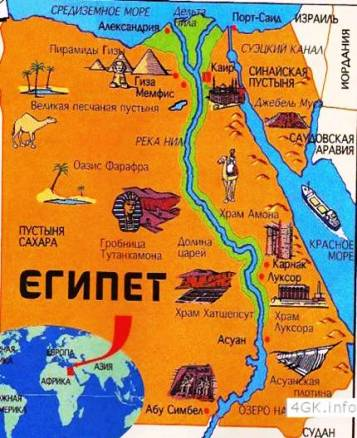 СРЕДИЗЕМНОЕ МОРЕ
Дельта
Нила
Порт-Саид
ИЗРАИЛЬ
Александрия
СУЭЦКИЙ КАНАЛ
ИОРДАНИЯ
Пирамиды Гизы
Каир
Гиза
Мемфис
СИНАЙСКАЯ
ПУСТЫНЯ
Великая песчаная пустыня
Джебель Муса
РЕКА НИЛ
САУДОВСКАЯ
АРАВИЯ
Оазис Фарафра
Храм Амона
ПУСТЫНЯ
САХАРА
Гробница
Тутанхамона
Долина
царей
КРАСНОЕ
МОРЕ
Карнак
Луксор
ЕГИПЕТ
Храм Хатшепсут
Храм
Луксора
Асуан
ЕВРОПА
АЗИЯ
АФРИКА
Асуанская
плотина
АМЕРИКА
Абу Симбел
ОЗЕРО НА
СУДАН
4GK.info